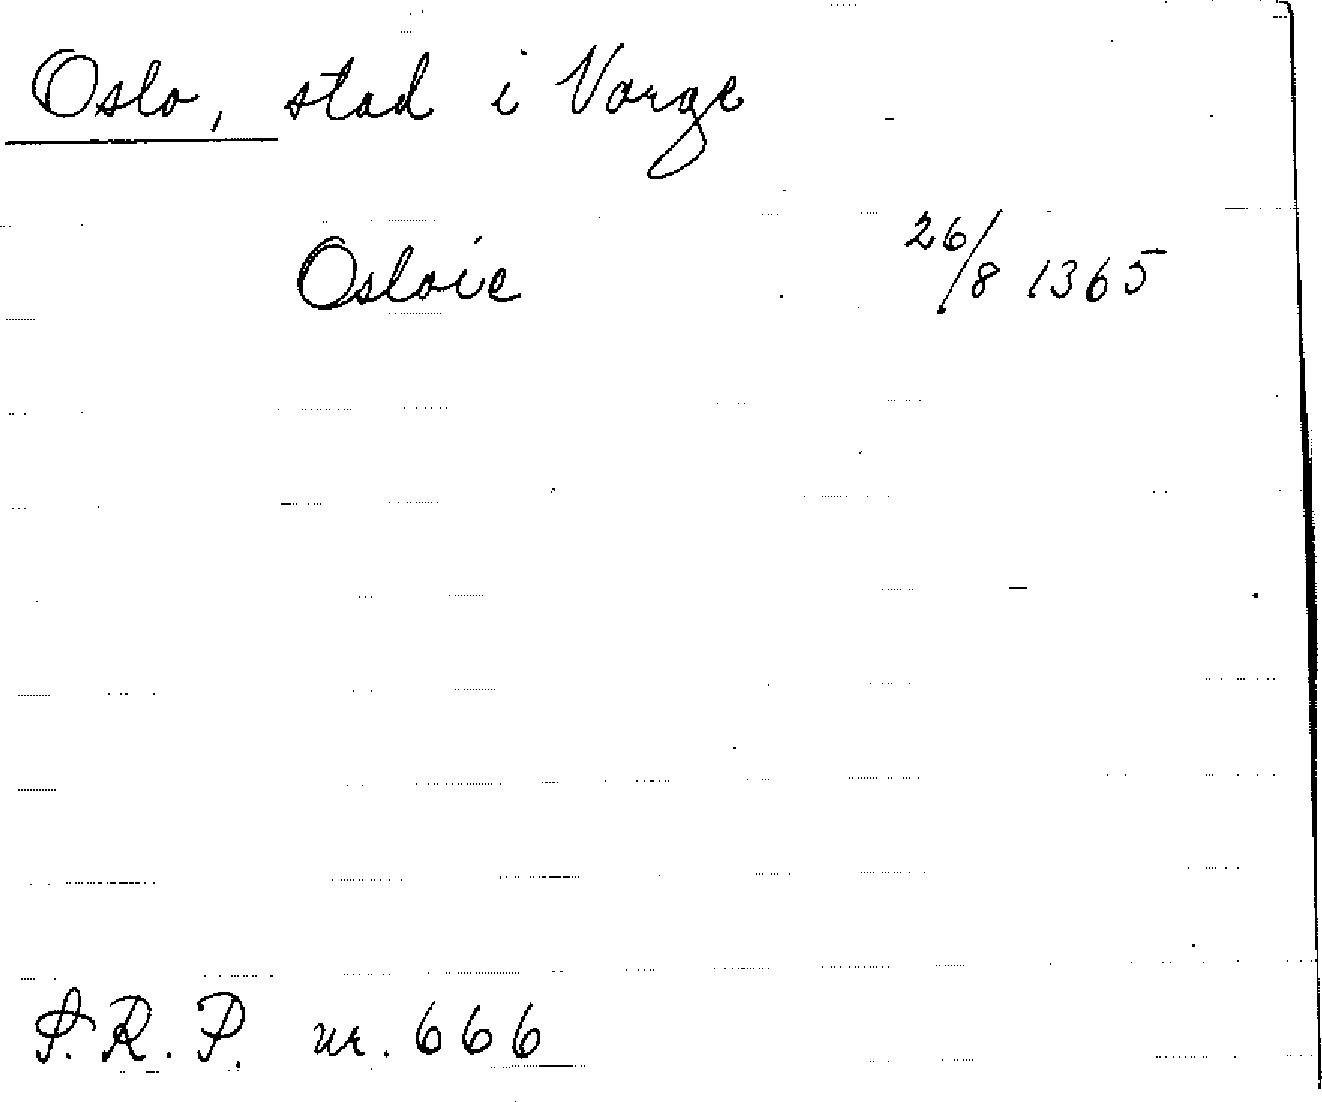 Oslo, stad i Norge
Osloie 26/8 1365
S.R.P. nr. 666